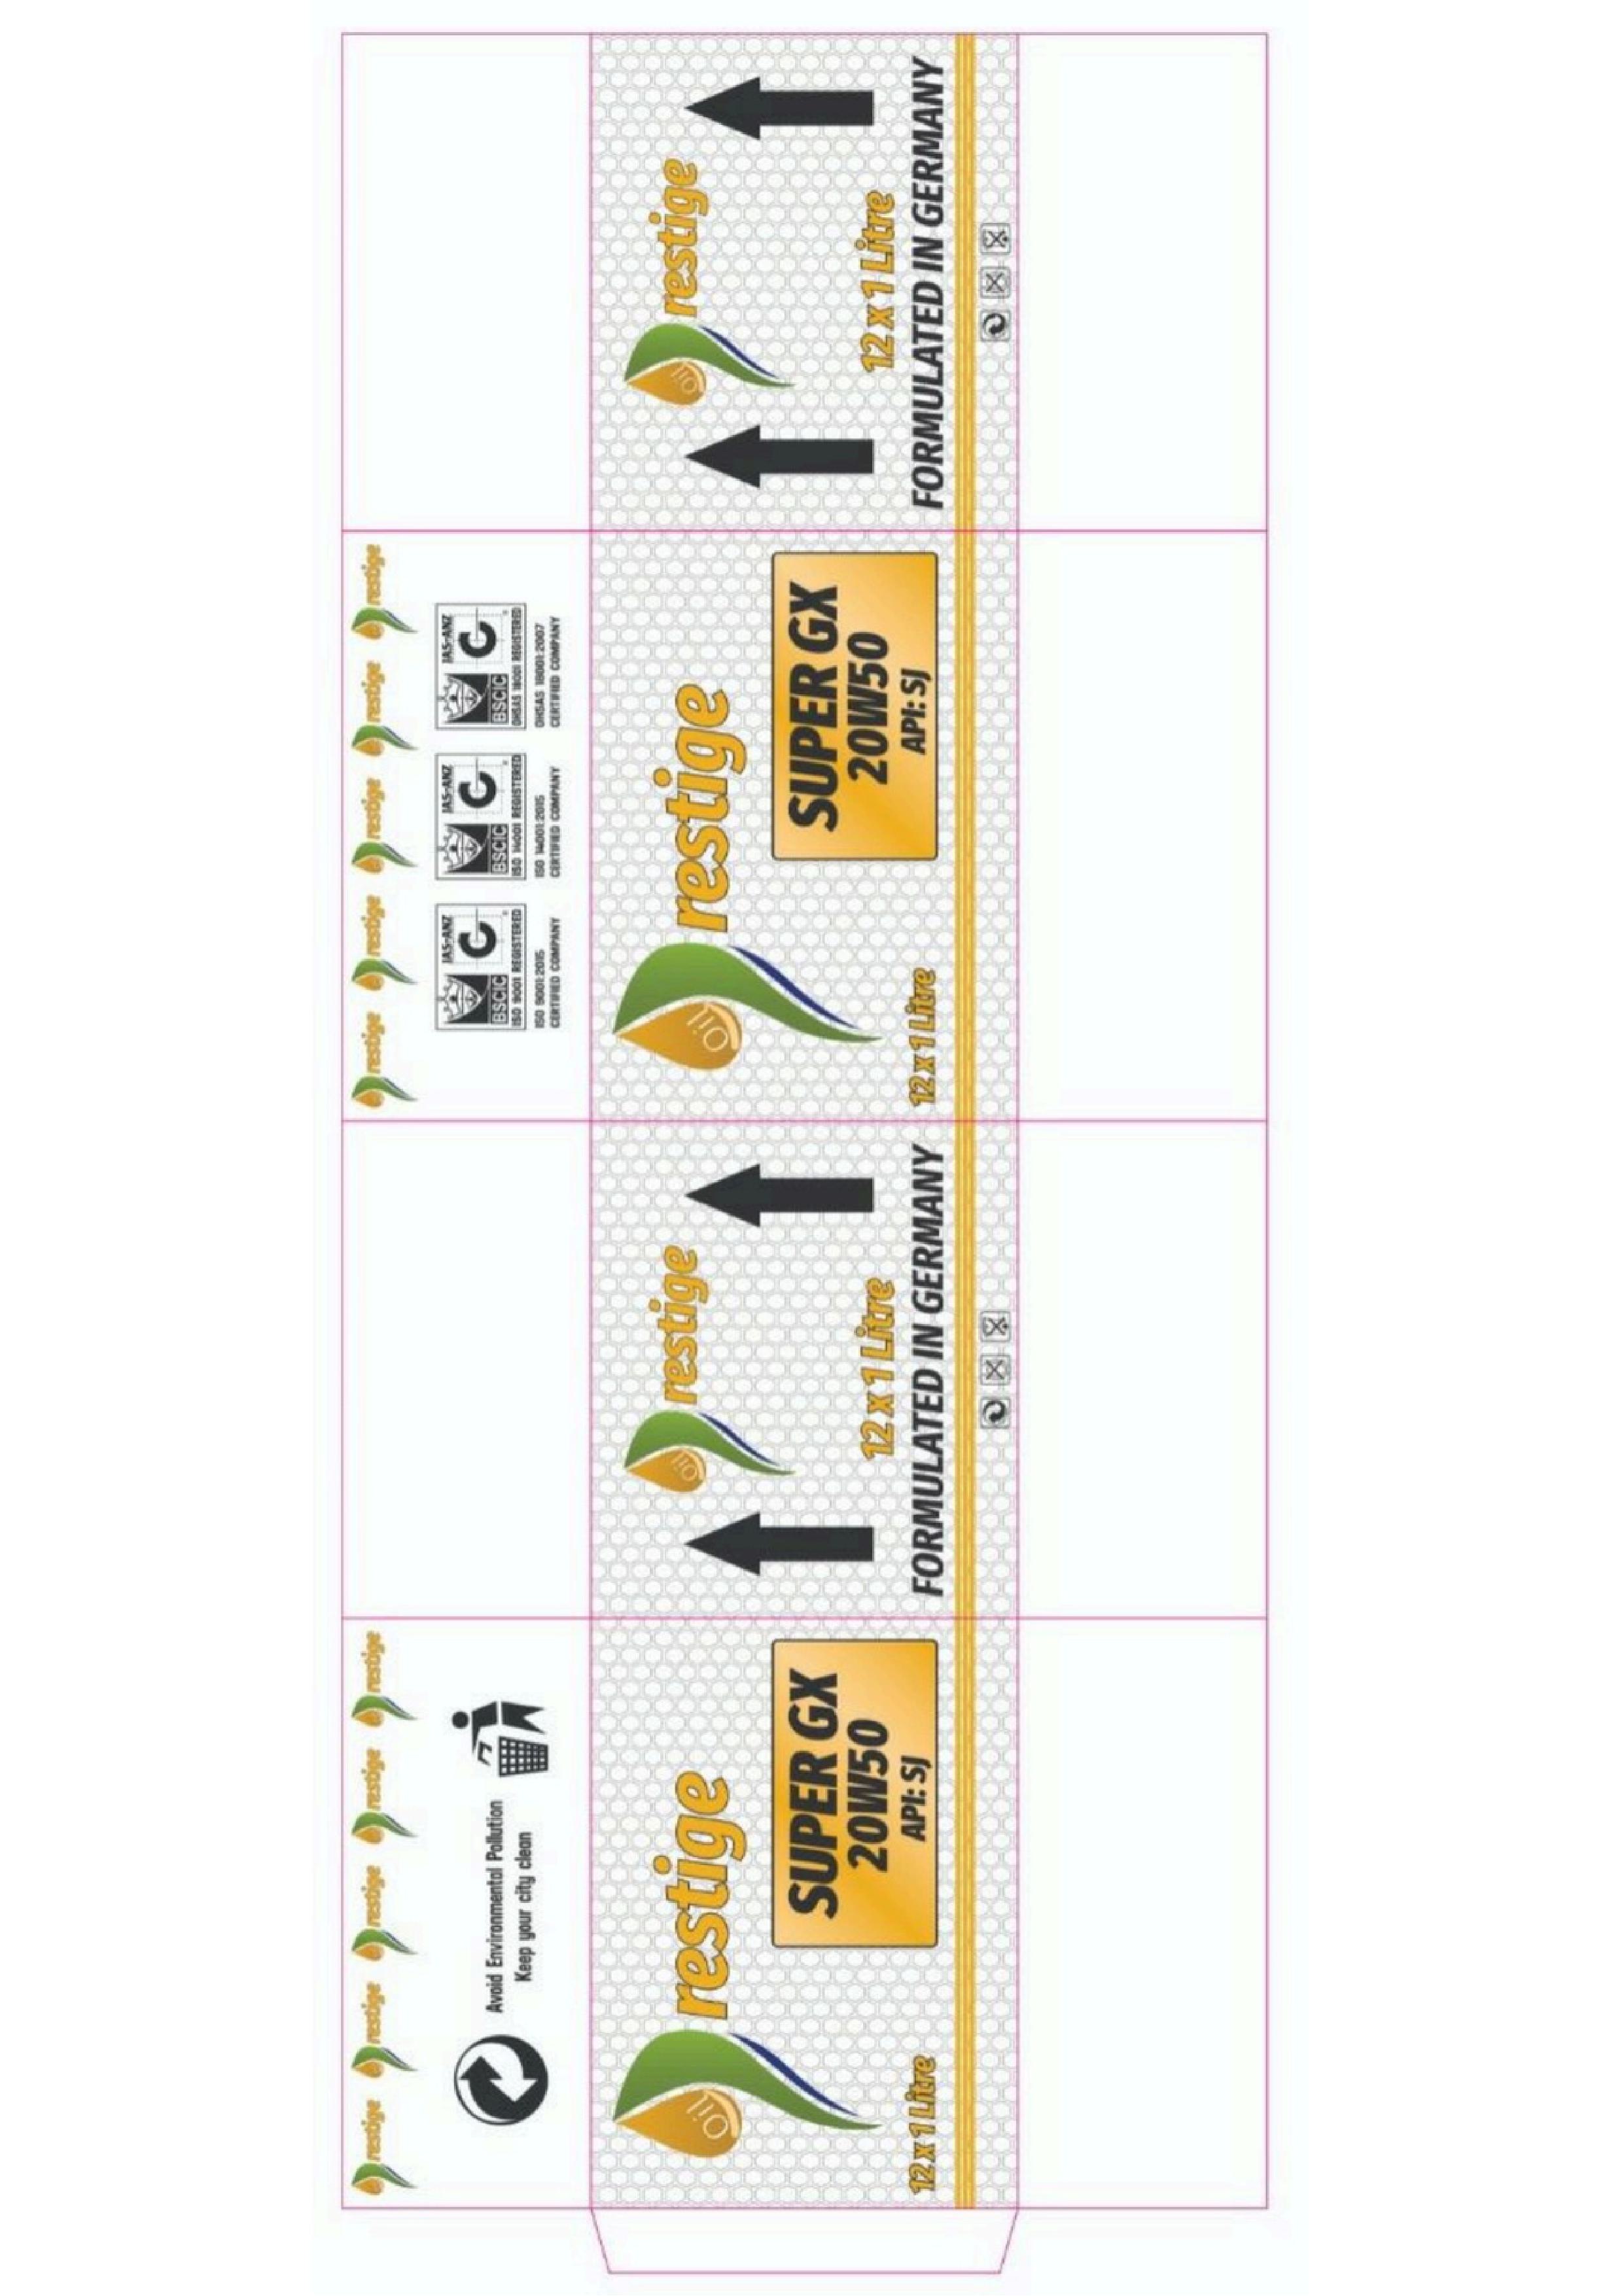 restige restige restige restige restige
Avoid Environmental Pollution
Keep your city clean
restige restige restige restige restige
JAS-ANZ
BSCIC
ISO 9001 REGISTERED
ISO 9001:2015
CERTIFIED COMPANY
JAS-ANZ
BSCIC
ISO 14001 REGISTERED
ISO 14001:2015
CERTIFIED COMPANY
JAS-ANZ
BSCIC
OHSAS 18001 REGISTERED
OHSAS 18001:2007
CERTIFIED COMPANY
Oil restige
SUPER GX
20W50
API: SJ
12 x 1 Litre
Oil restige
12 x 1 Litre
FORMULATED IN GERMANY
Oil restige
SUPER GX
20W50
API: SJ
12 x 1 Litre
Oil restige
12 x 1 Litre
FORMULATED IN GERMANY